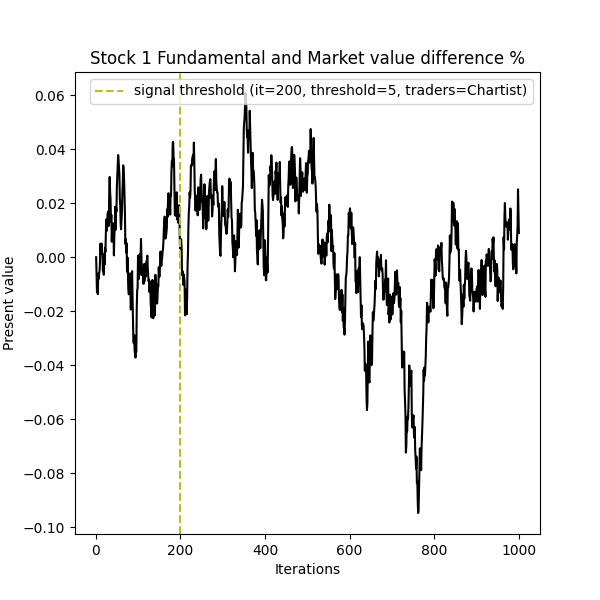 Stock 1 Fundamental and Market value difference %
signal threshold (it=200, threshold=5, traders=Chartist)
0.06
0.04
0.02
0.00
−0.02
−0.04
−0.06
−0.08
−0.10
Present value
0 200 400 600 800 1000
Iterations